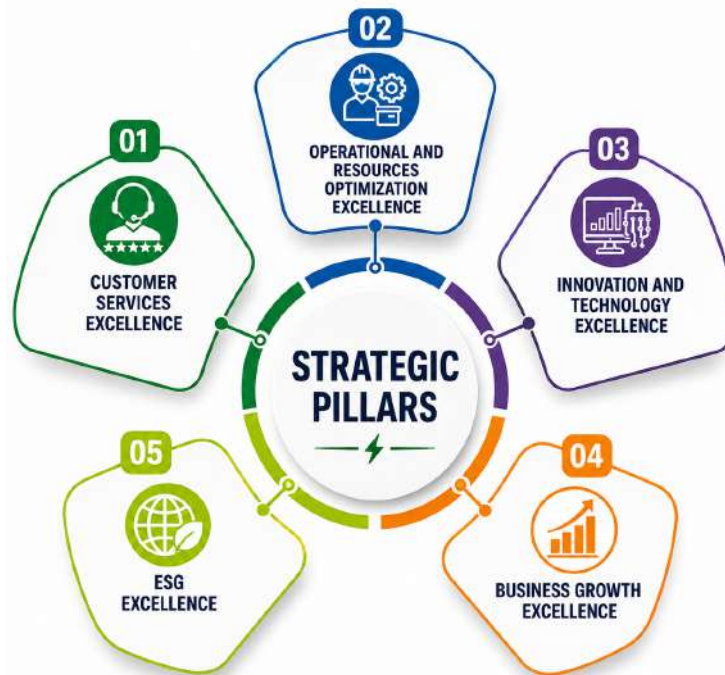 01
CUSTOMER
SERVICES
EXCELLENCE
02
OPERATIONAL AND
RESOURCES
OPTIMIZATION
EXCELLENCE
03
INNOVATION AND
TECHNOLOGY
EXCELLENCE
STRATEGIC
PILLARS
04
BUSINESS GROWTH
EXCELLENCE
05
ESG
EXCELLENCE